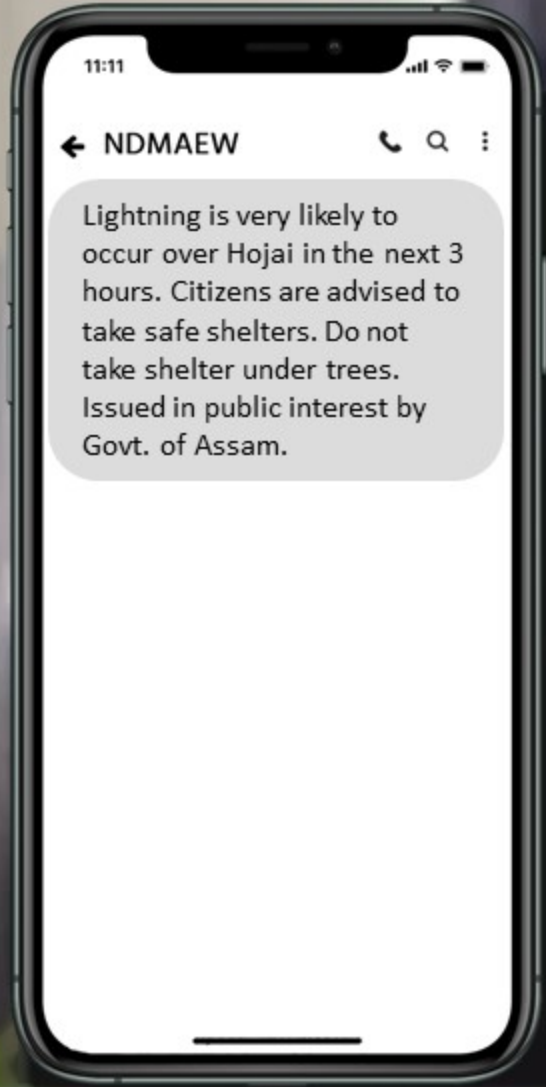 11:11
NDMAEW
Lightning is very likely to
occur over Hojai in the next 3
hours. Citizens are advised to
take safe shelters. Do not
take shelter under trees.
Issued in public interest by
Govt. of Assam.